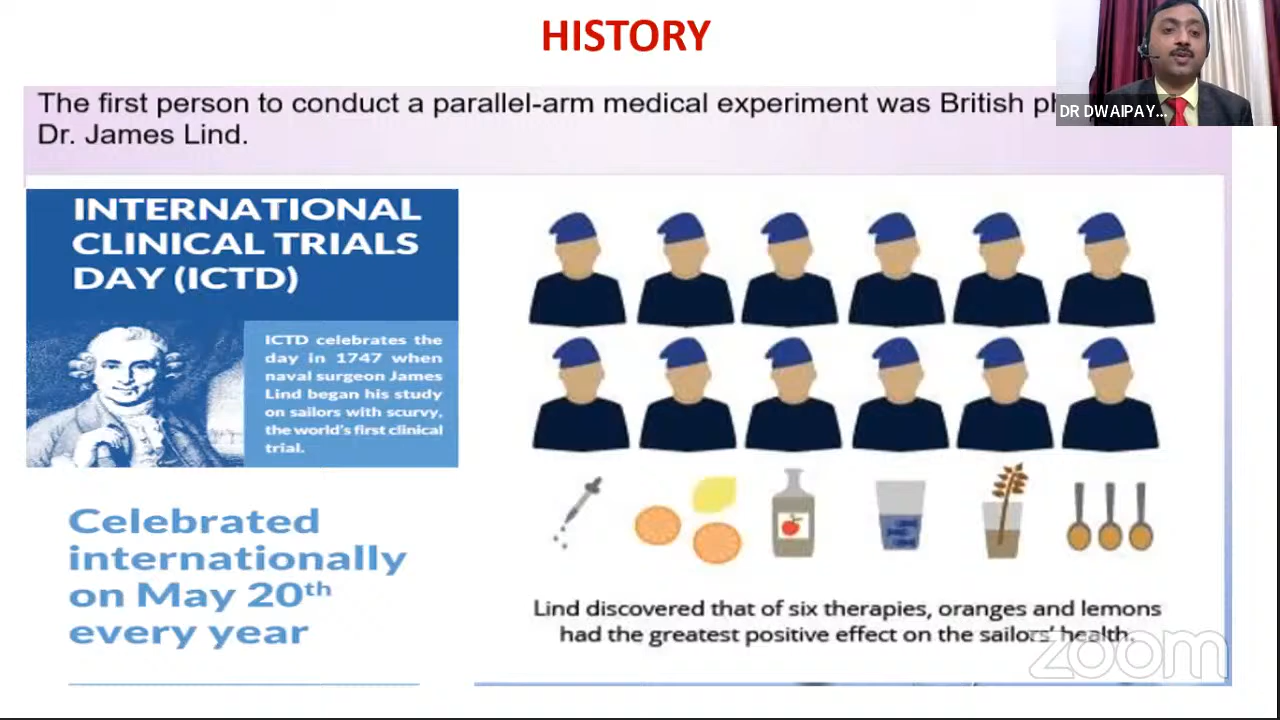 HISTORY
The first person to conduct a parallel-arm medical experiment was British
Dr. James Lind.
DR DWAIPAY...
INTERNATIONAL
CLINICAL TRIALS
DAY (ICTD)
ICTD celebrates the
day in 1747 when
naval surgeon James
Lind began his study
on sailors with scurvy,
the world's first clinical
trial.
Celebrated
internationally
on May 20th
every year
Lind discovered that of six therapies, oranges and lemons
had the greatest positive effect on the sailors' health.
zoom